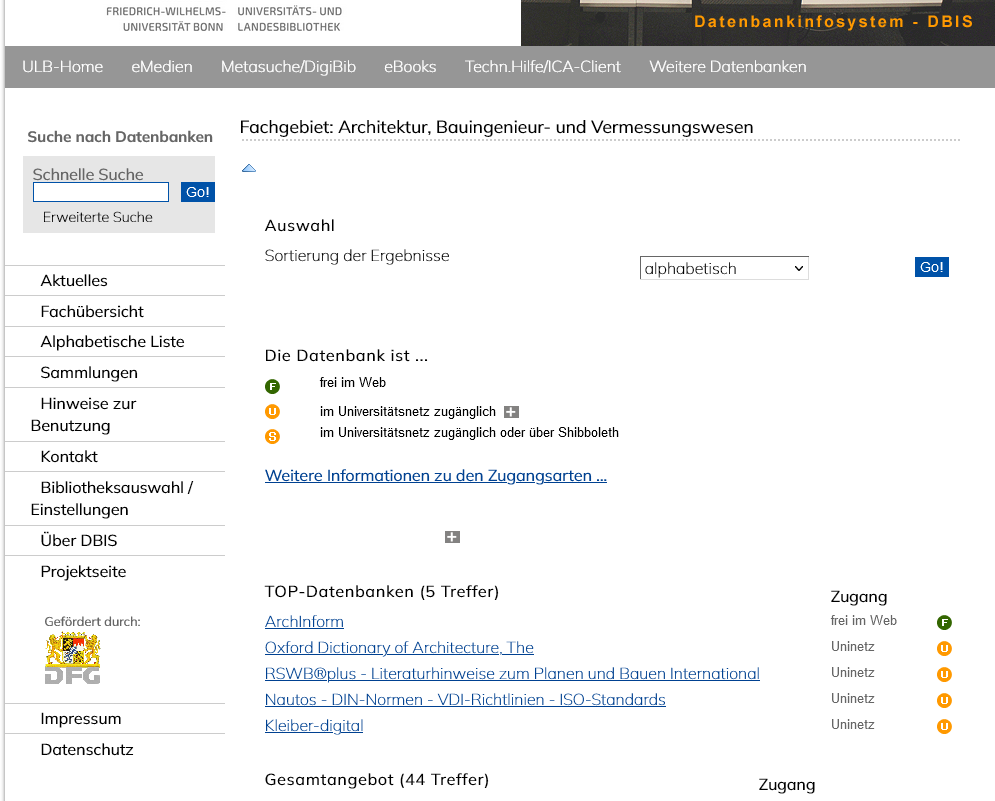 FRIEDRICH-WILHELMS-
UNIVERSITÄT BONN
UNIVERSITÄTS- UND
LANDESBIBLIOTHEK
Datenbankinfosystem - DBIS
ULB-Home eMedien Metasuche/DigiBib eBooks Techn.Hilfe/ICA-Client Weitere Datenbanken
Suche nach Datenbanken
Schnelle Suche
Go!
Erweiterte Suche
Aktuelles
Fachübersicht
Alphabetische Liste
Sammlungen
Hinweise zur
Benutzung
Kontakt
Bibliotheksauswahl /
Einstellungen
Über DBIS
Projektseite
Gefördert durch:
DFG
Impressum
Datenschutz
Fachgebiet: Architektur, Bauingenieur- und Vermessungswesen
Auswahl
Sortierung der Ergebnisse
alphabetisch
Go!
Die Datenbank ist ...
F frei im Web
U im Universitätsnetz zugänglich
S im Universitätsnetz zugänglich oder über Shibboleth
Weitere Informationen zu den Zugangsarten ...
TOP-Datenbanken (5 Treffer) Zugang
ArchInform frei im Web F
Oxford Dictionary of Architecture, The Uninetz U
RSWB®plus - Literaturhinweise zum Planen und Bauen International Uninetz U
Nautos - DIN-Normen - VDI-Richtlinien - ISO-Standards Uninetz U
Kleiber-digital Uninetz U
Gesamtangebot (44 Treffer) Zugang